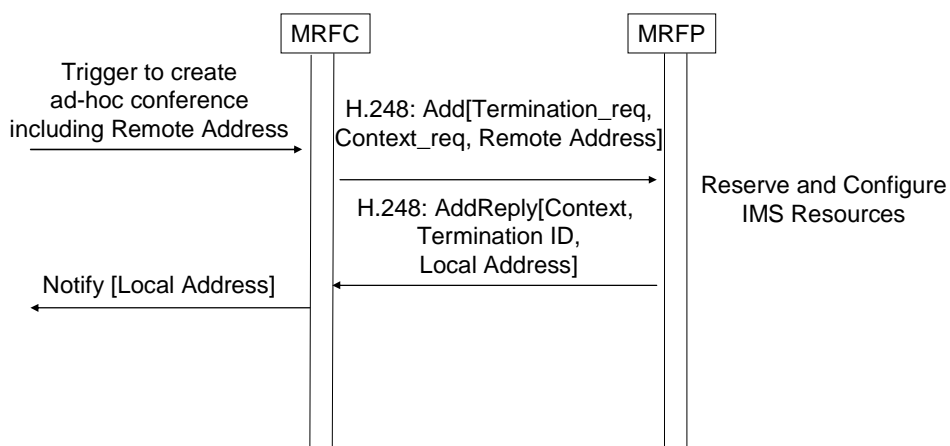 MRFC
MRFP
Trigger to create
ad-hoc conference
including Remote Address
H.248: Add[Termination_req,
Context_req, Remote Address]
Reserve and Configure
IMS Resources
H.248: AddReply[Context,
Termination ID,
Local Address]
Notify [Local Address]